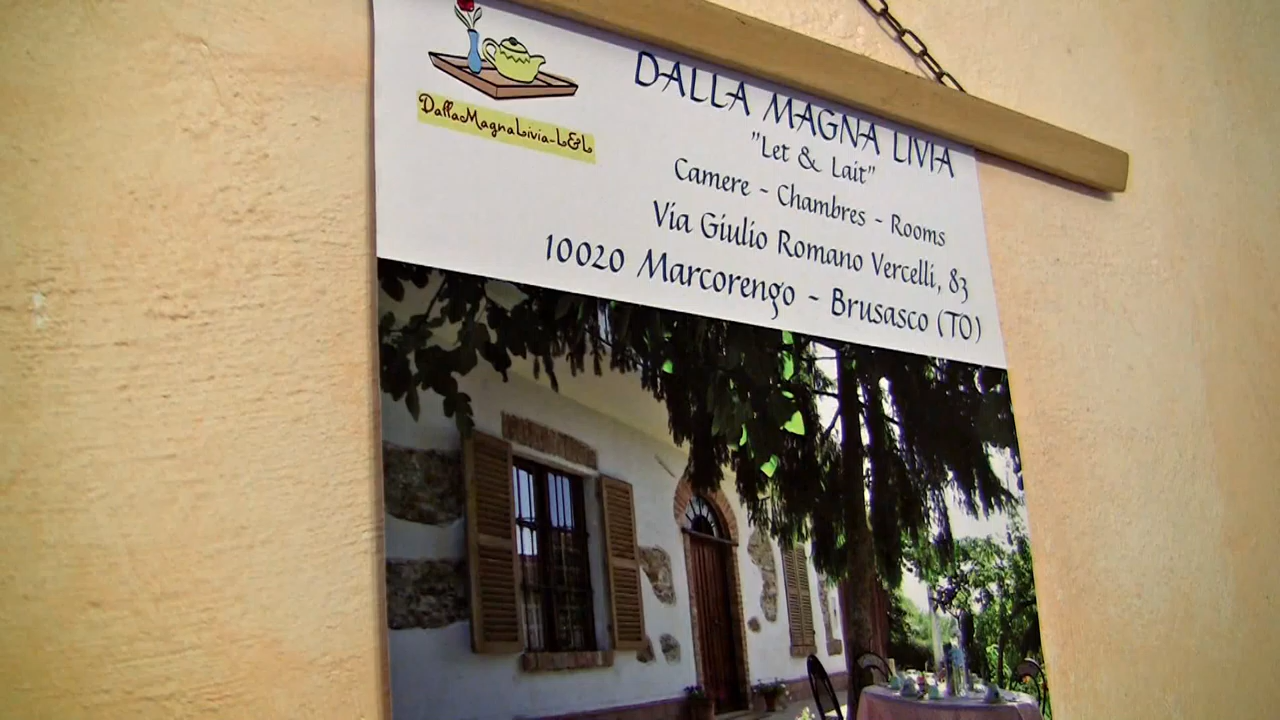 DallaMagnaLivia-L&L
DALLA MAGNA LIVIA
"Let & Lait"
Camere - Chambres - Rooms
Via Giulio Romano Vercelli, 83
10020 Marcorengo - Brusasco (TO)